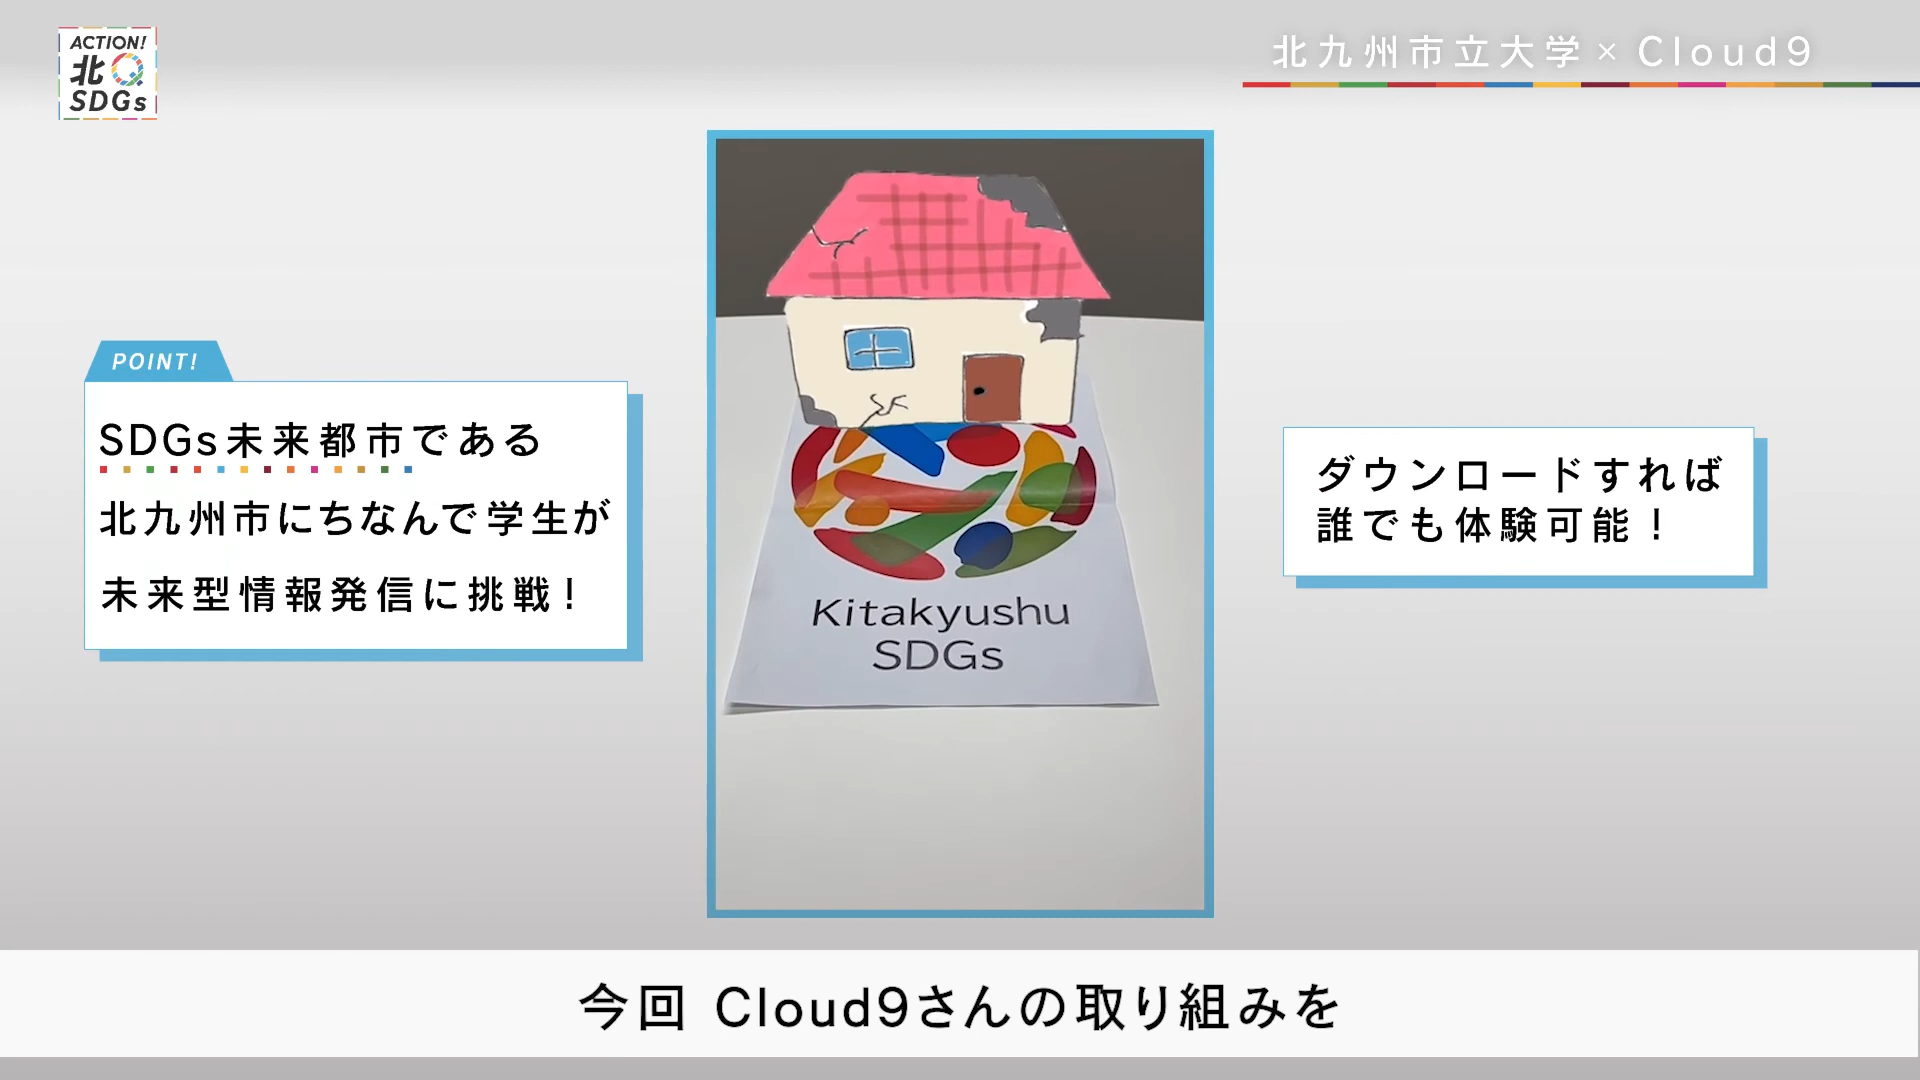 ACTION!
北Q
SDGs
北九州市立大学×Cloud9
POINT!
SDGs未来都市である
北九州市にちなんで学生が
未来型情報発信に挑戦！
Kitakyushu
SDGs
ダウンロードすれば
誰でも体験可能！
今回 Cloud9さんの取り組みを